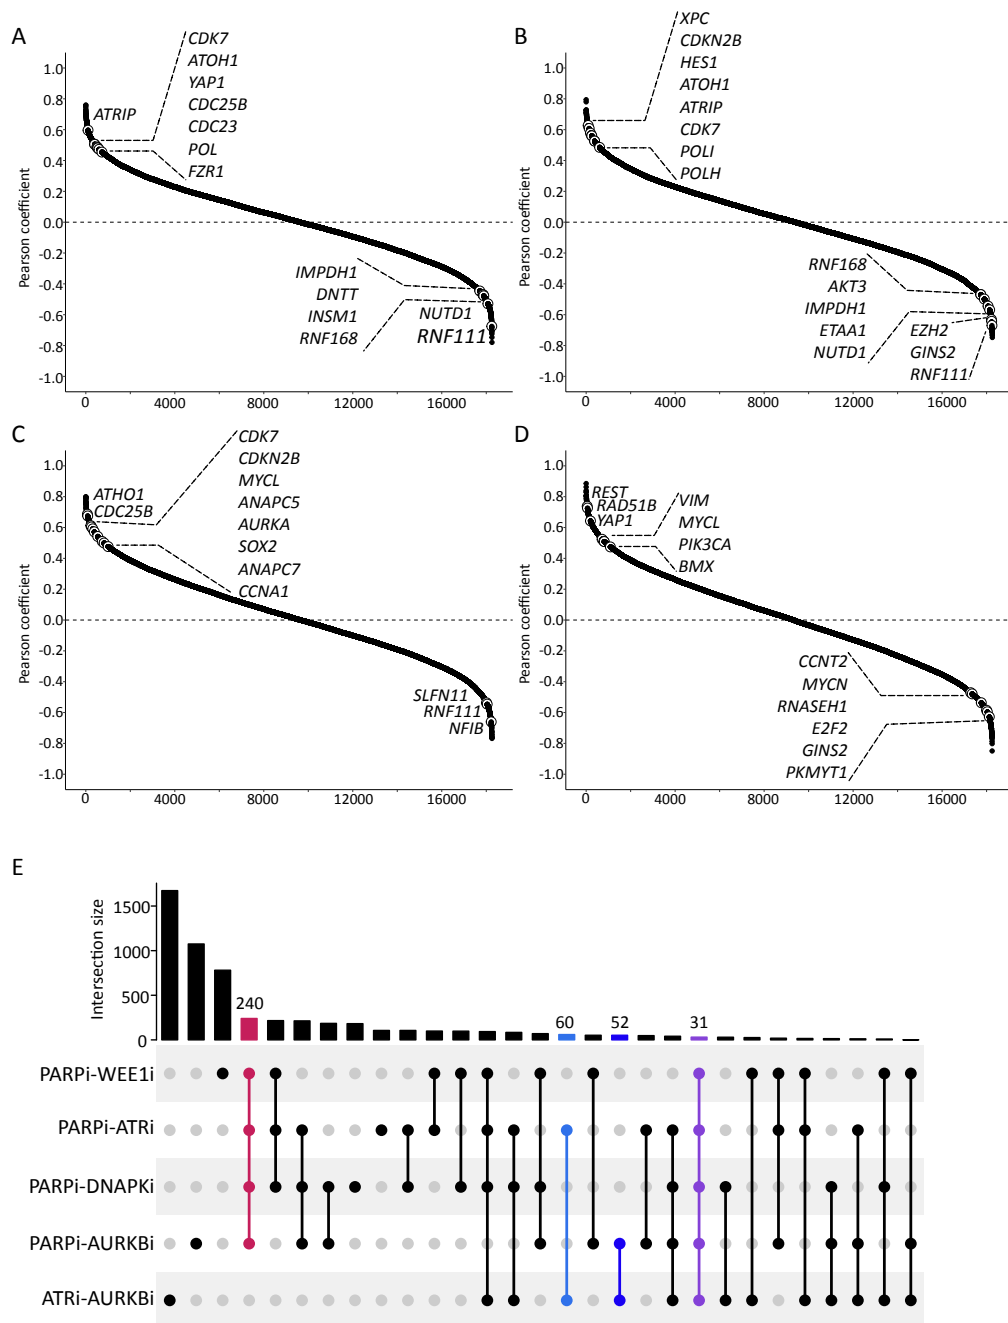 A
Pearson coefficient
1.0
0.8
0.6
0.4
0.2
0.0
-0.2
-0.4
-0.6
-0.8
-1.0
0 4000 8000 12000 16000
ATRIP
CDK7
ATOH1
YAP1
CDC25B
CDC23
POL
FZR1
IMPDH1
DNTT
INSM1
RNF168
NUTD1
RNF111
B
Pearson coefficient
1.0
0.8
0.6
0.4
0.2
0.0
-0.2
-0.4
-0.6
-0.8
-1.0
0 4000 8000 12000 16000
XPC
CDKN2B
HES1
ATOH1
ATRIP
CDK7
POLI
POLH
RNF168
AKT3
IMPDH1
ETAA1
NUTD1
EZH2
GINS2
RNF111
C
Pearson coefficient
1.0
0.8
0.6
0.4
0.2
0.0
-0.2
-0.4
-0.6
-0.8
-1.0
0 4000 8000 12000 16000
ATHO1
CDC25B
CDK7
CDKN2B
MYCL
ANAPC5
AURKA
SOX2
ANAPC7
CCNA1
SLFN11
RNF111
NFIB
D
Pearson coefficient
1.0
0.8
0.6
0.4
0.2
0.0
-0.2
-0.4
-0.6
-0.8
-1.0
0 4000 8000 12000 16000
REST
RAD51B
YAP1
VIM
MYCL
PIK3CA
BMX
CCNT2
MYCN
RNASEH1
E2F2
GINS2
PKMYT1
E
Intersection size
1500
1000
500
0
240
60
52
31
PARPi-WEE1i
PARPi-ATRi
PARPi-DNAPKi
PARPi-AURKBi
ATRi-AURKBi